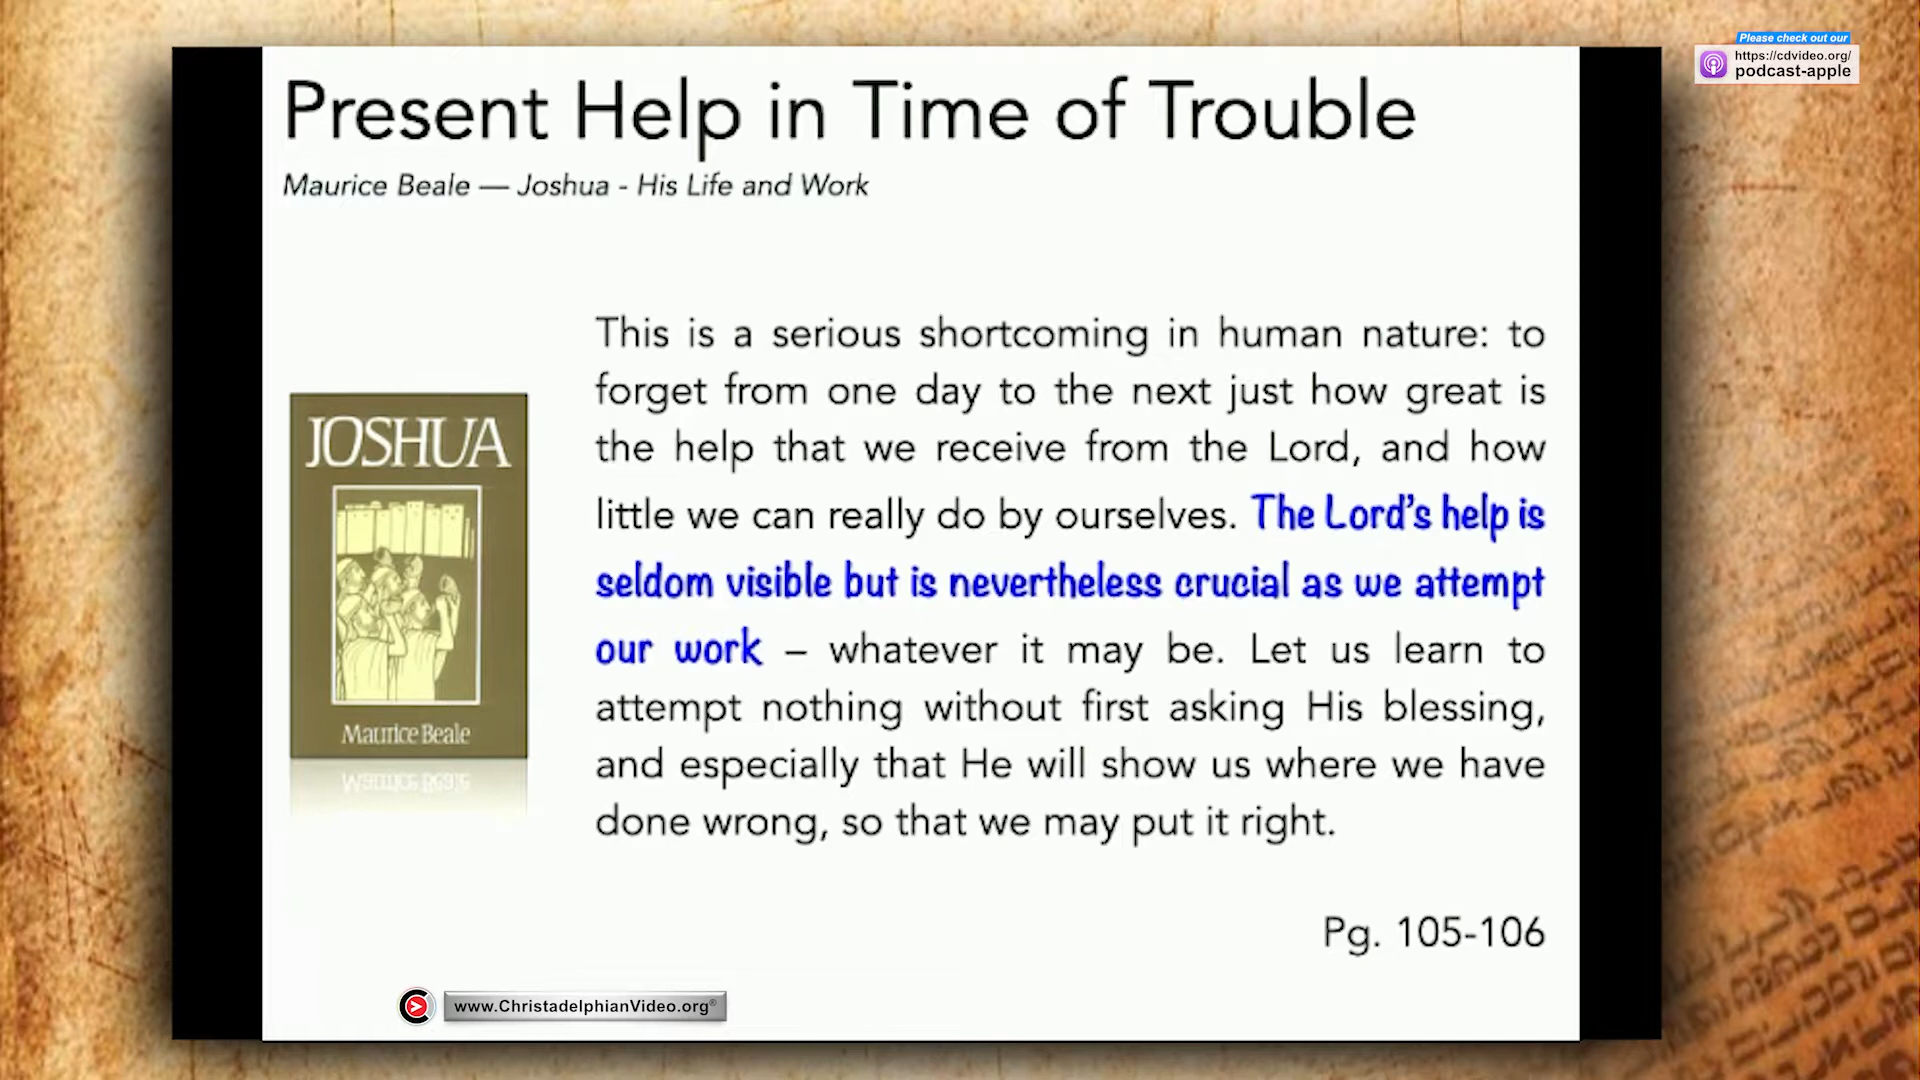 Please check out our
https://cdvideo.org/
podcast-apple
Present Help in Time of Trouble
Maurice Beale — Joshua - His Life and Work
This is a serious shortcoming in human nature: to
forget from one day to the next just how great is
the help that we receive from the Lord, and how
little we can really do by ourselves. The Lord's help is
seldom visible but is nevertheless crucial as we attempt
our work – whatever it may be. Let us learn to
attempt nothing without first asking His blessing,
and especially that He will show us where we have
done wrong, so that we may put it right.
JOSHUA
Maurice Beale
Pg. 105-106
www.ChristadelphianVideo.org®